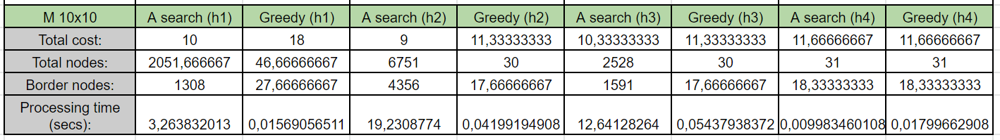 M 10x10 A search (h1) Greedy (h1) A search (h2) Greedy (h2) A search (h3) Greedy (h3) A search (h4) Greedy (h4)
Total cost: 10 18 9 11,33333333 10,33333333 11,33333333 11,66666667 11,66666667
Total nodes: 2051,666667 46,66666667 6751 30 2528 30 31 31
Border nodes: 1308 27,66666667 4356 17,66666667 1591 17,66666667 18,33333333 18,33333333
Processing time
(secs): 3,263832013 0,01569056511 19,2308774 0,04199194908 12,64128264 0,05437938372 0,009983460108 0,01799662908